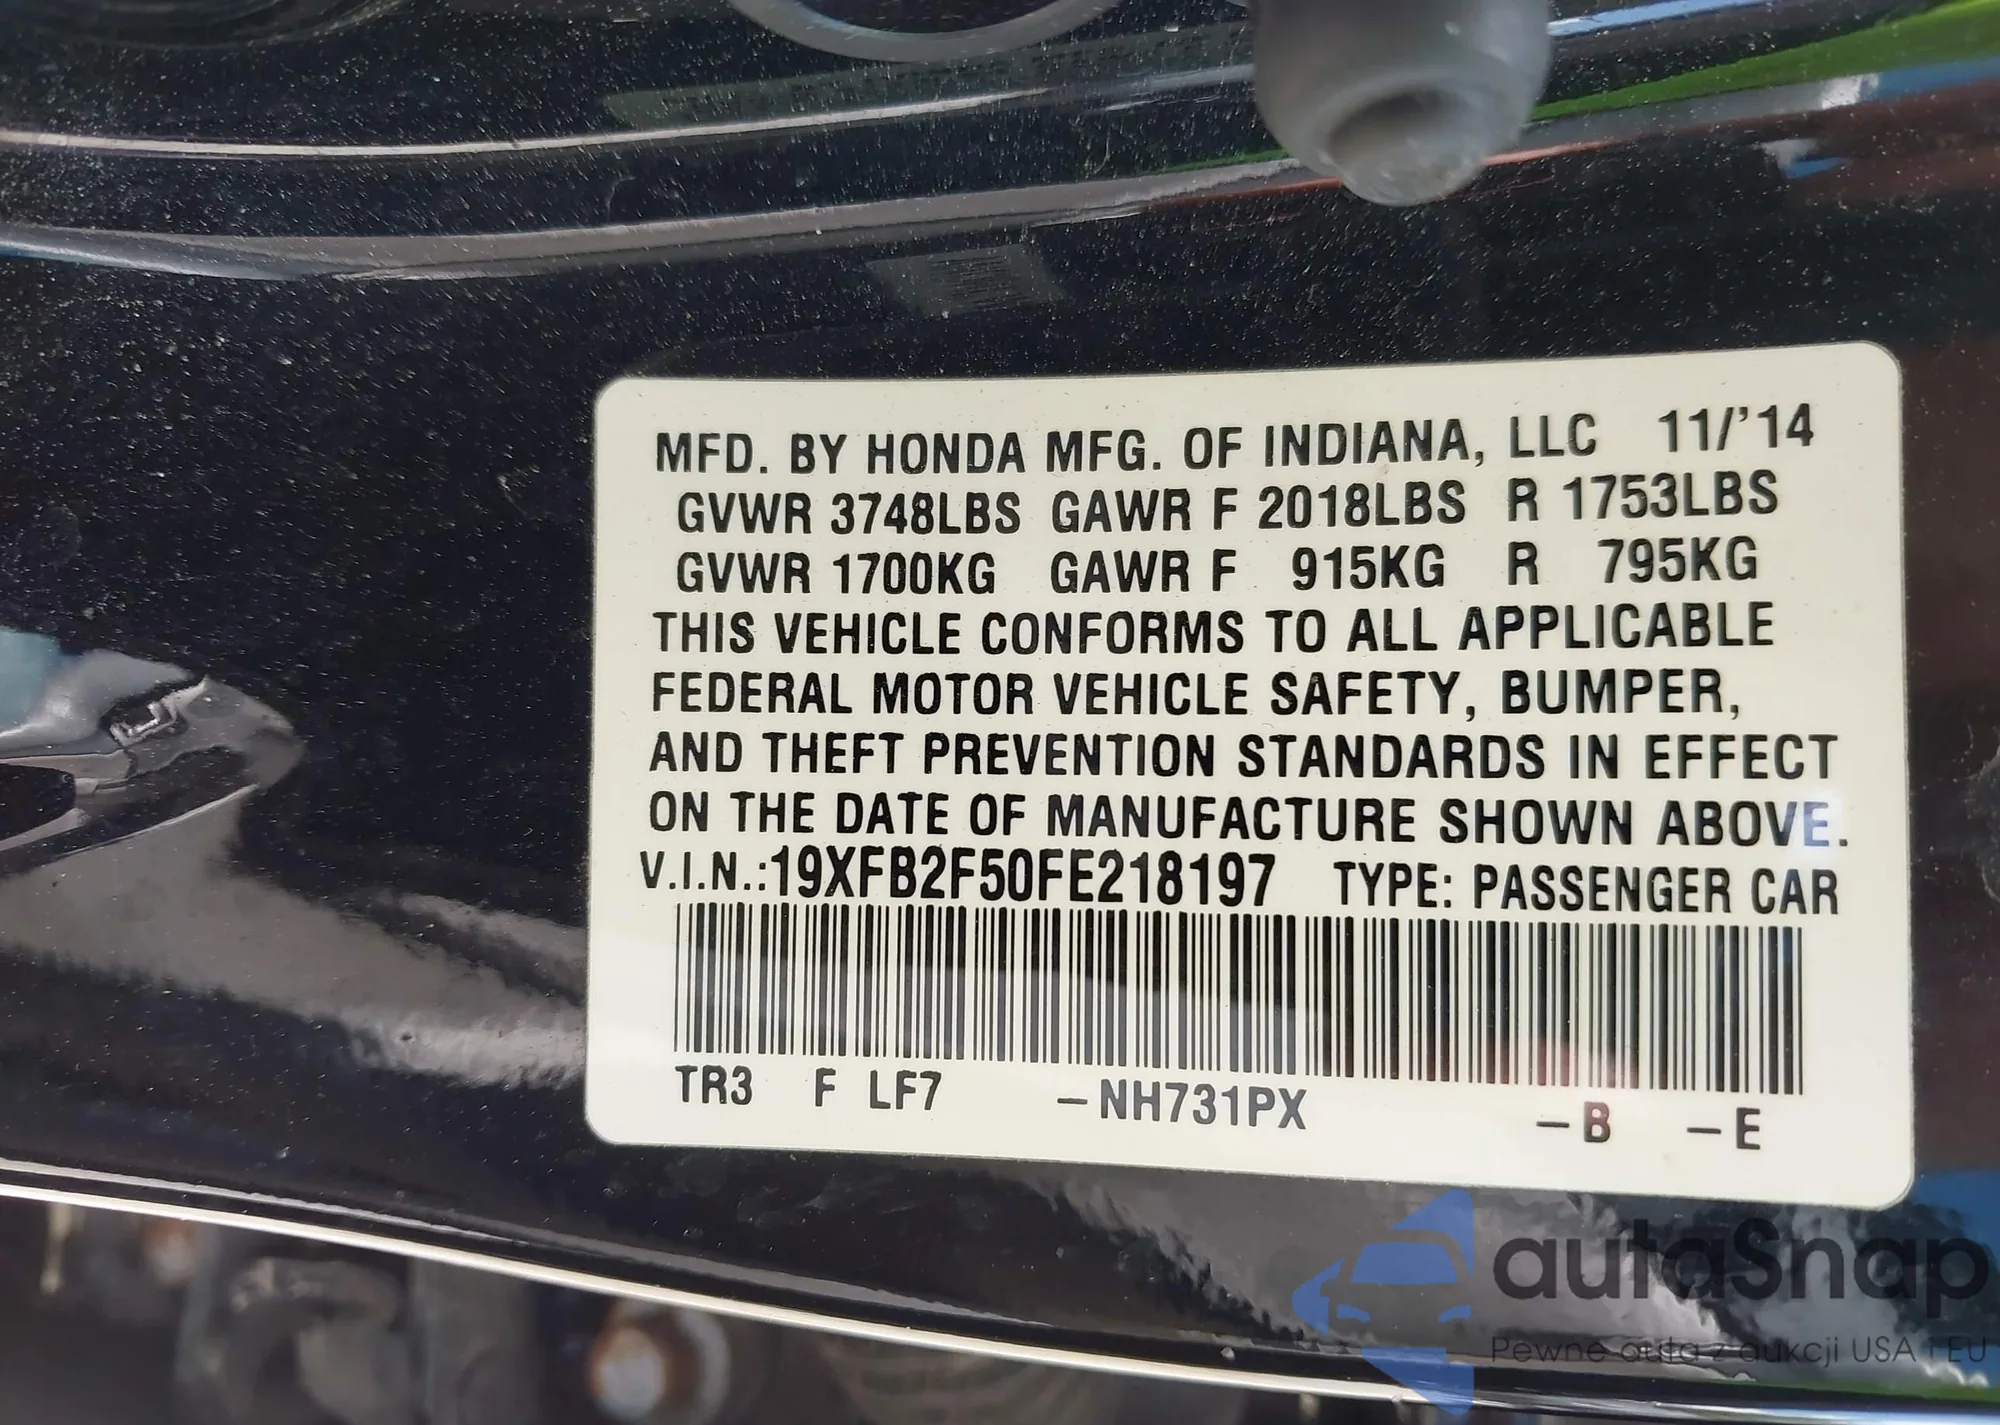 MFD. BY HONDA MFG. OF INDIANA, LLC 11/'14
GVWR 3748LBS GAWR F 2018LBS R 1753LBS
GVWR 1700KG GAWR F 915KG R 795KG
THIS VEHICLE CONFORMS TO ALL APPLICABLE
FEDERAL MOTOR VEHICLE SAFETY, BUMPER,
AND THEFT PREVENTION STANDARDS IN EFFECT
ON THE DATE OF MANUFACTURE SHOWN ABOVE.
V.I.N.:19XFB2F50FE218197 TYPE: PASSENGER CAR
TR3 F LF7 -NH731PX -B -E
autaSnap
Pewne auta z aukcji USA i EU